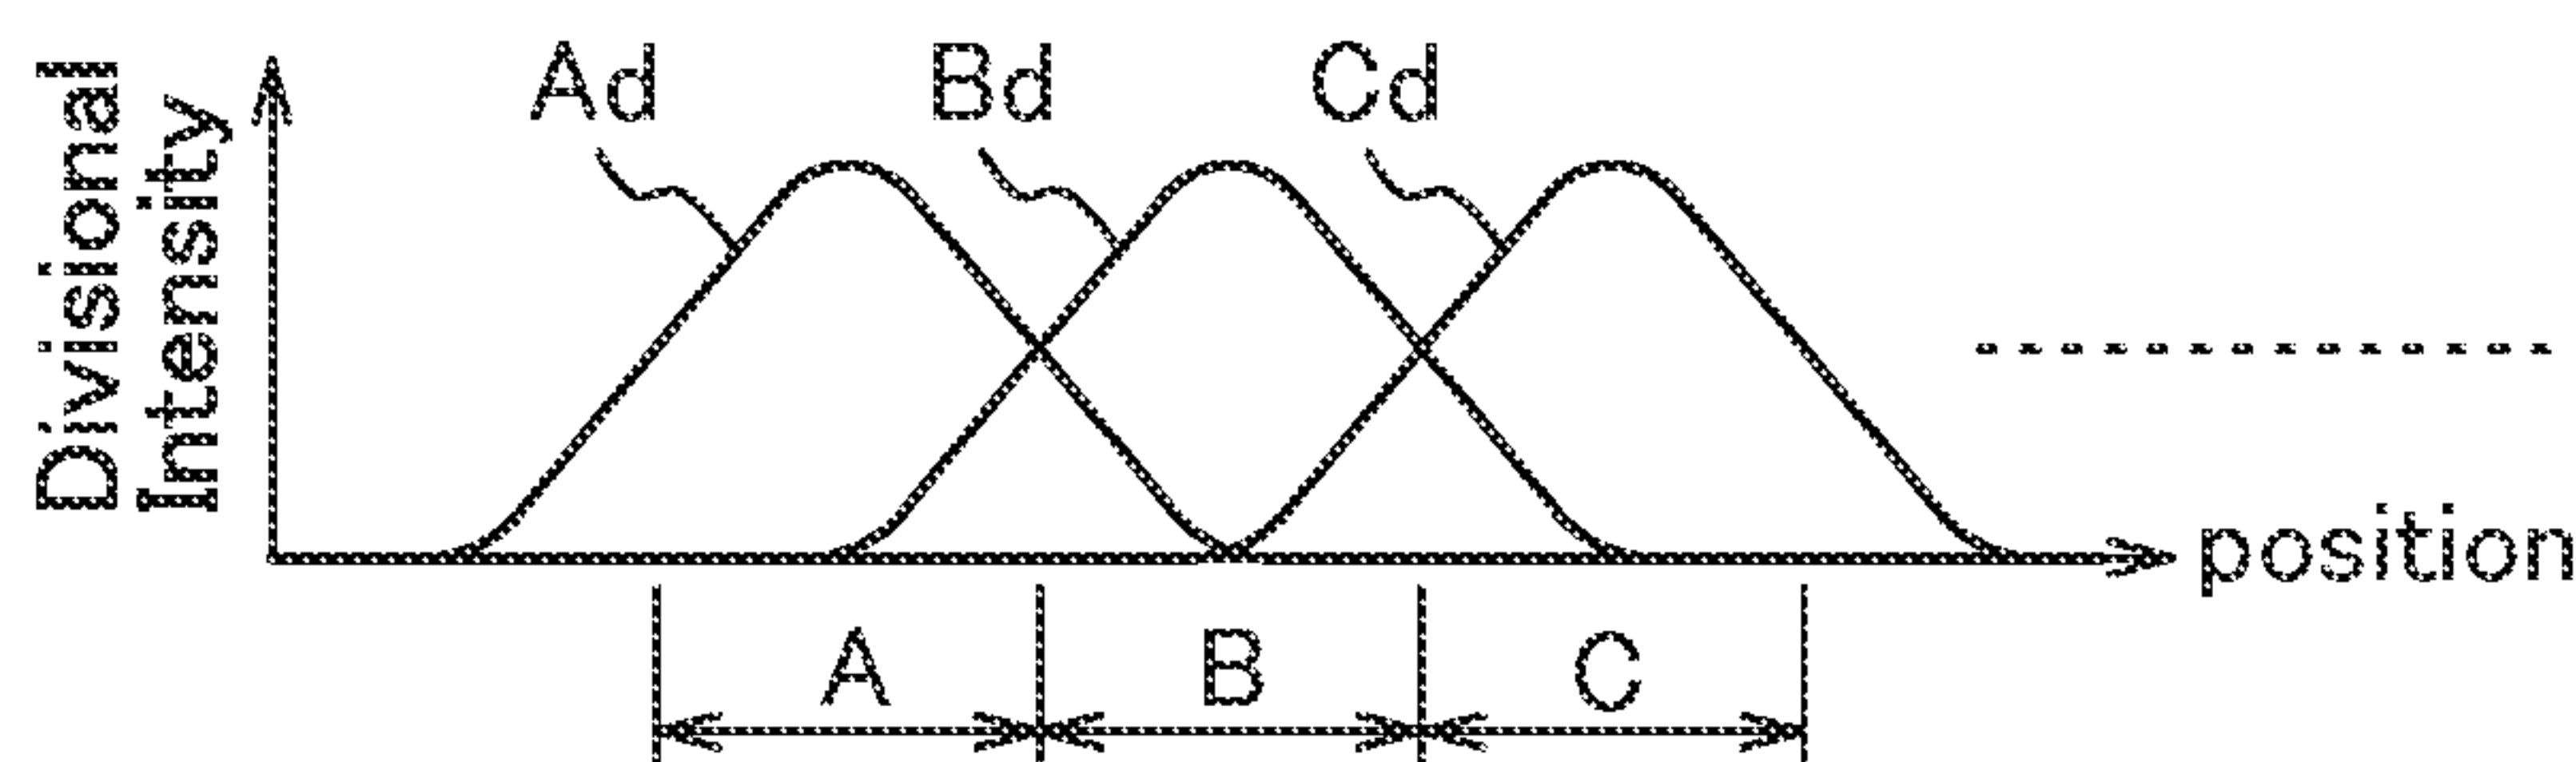 Divisional
Intensity
Ad Bd Cd
position
A B C